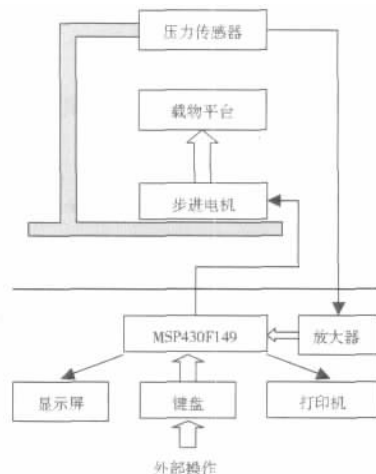 压力传感器
载物平台
步进电机
MSP430F149
放大器
显示屏
键盘
打印机
外部操作